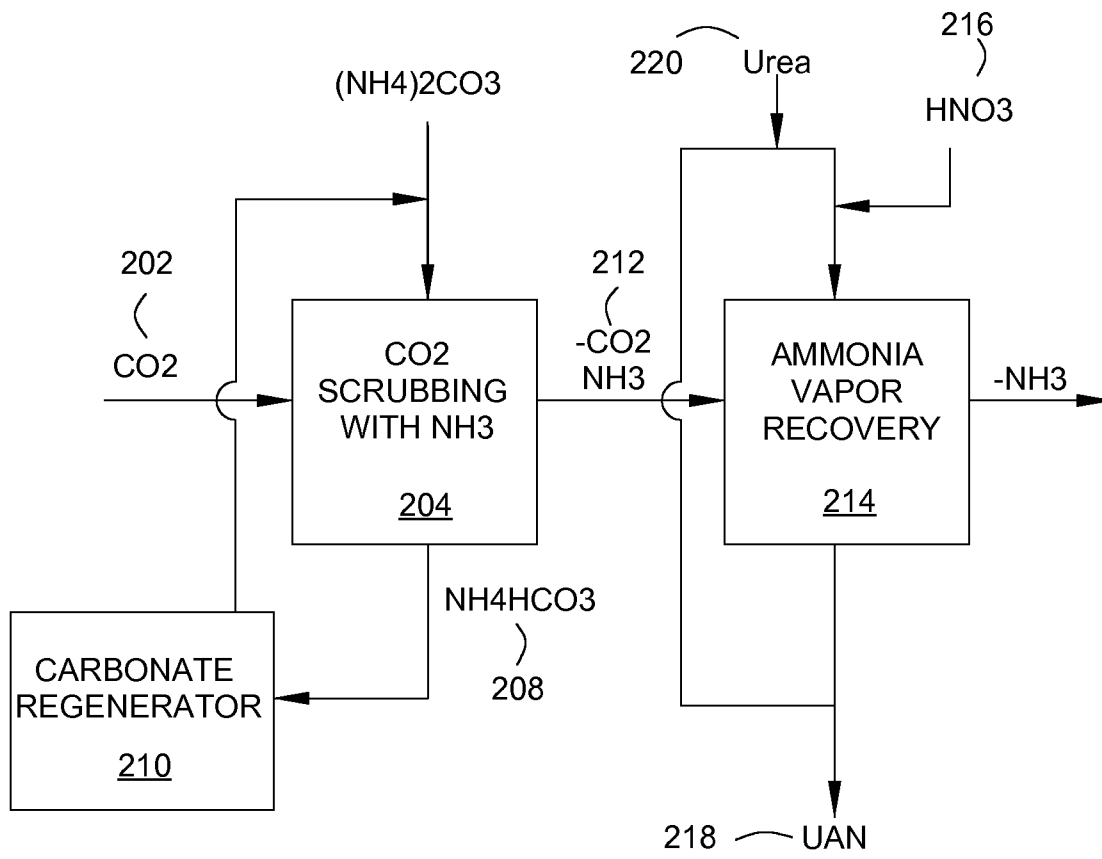 216
220
Urea
(NH4)2CO3
HNO3
202
212
CO2
-CO2
NH3
CO2
SCRUBBING
WITH NH3
204
AMMONIA
VAPOR
RECOVERY
214
-NH3
NH4HCO3
208
CARBONATE
REGENERATOR
210
218
UAN